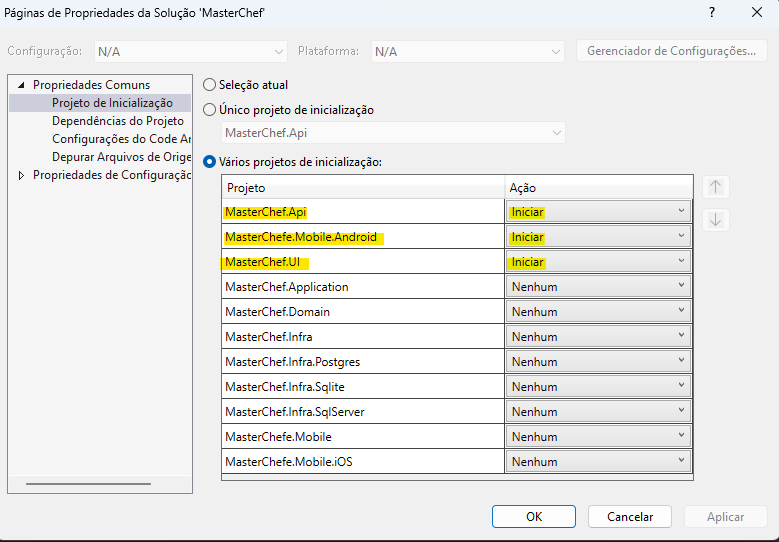 Páginas de Propriedades da Solução 'MasterChef'
Configuração: N/A Plataforma: N/A Gerenciador de Configurações...
Propriedades Comuns
Projeto de Inicialização
Dependências do Projeto
Configurações do Code An
Depurar Arquivos de Orige
Propriedades de Configuração
Seleção atual
Único projeto de inicialização
MasterChef.Api
Vários projetos de inicialização:
Projeto Ação
MasterChef.Api Iniciar
MasterChefe.Mobile.Android Iniciar
MasterChef.UI Iniciar
MasterChef.Application Nenhum
MasterChef.Domain Nenhum
MasterChef.Infra Nenhum
MasterChef.Infra.Postgres Nenhum
MasterChef.Infra.Sqlite Nenhum
MasterChef.Infra.SqlServer Nenhum
MasterChefe.Mobile Nenhum
MasterChefe.Mobile.iOS Nenhum
OK Cancelar Aplicar